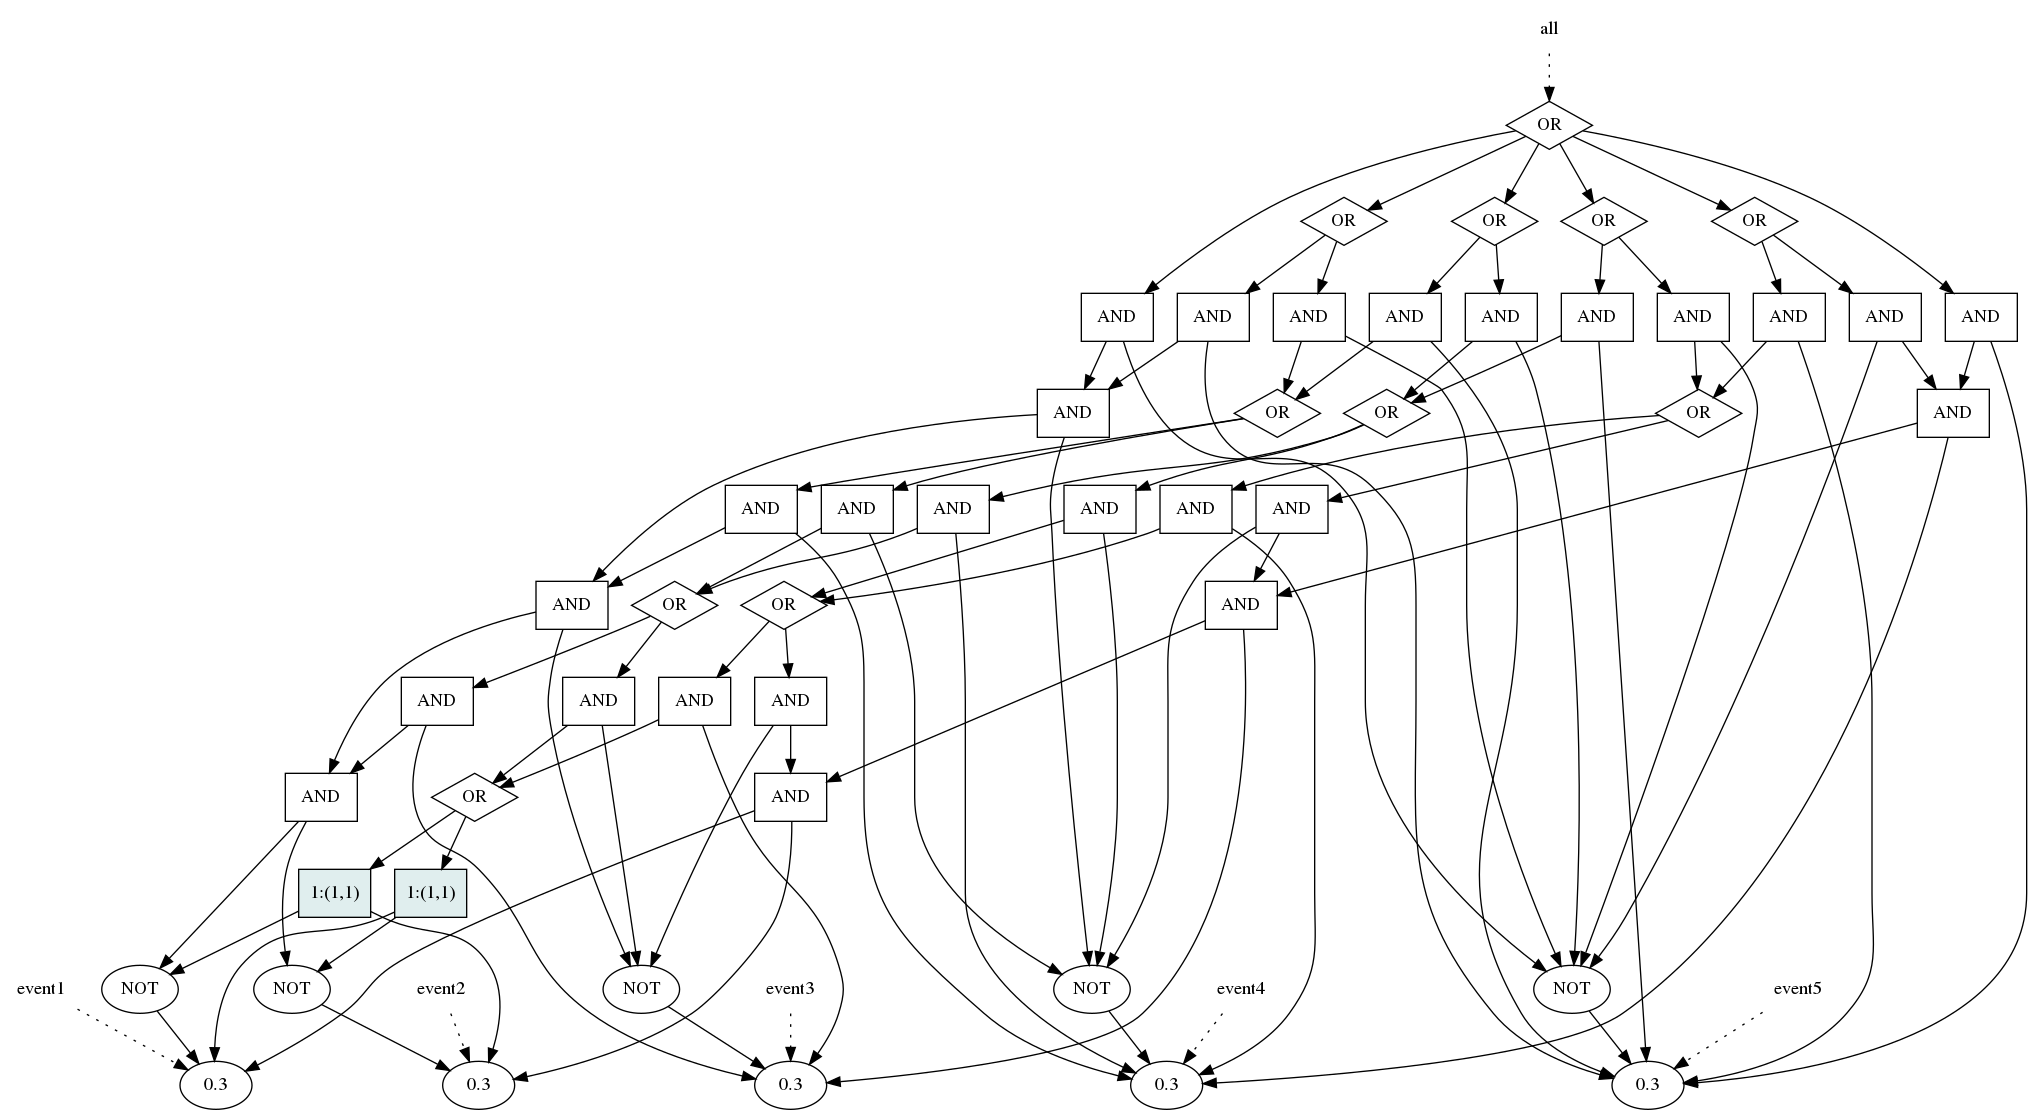 all
OR
OR
OR
OR
OR
AND
AND
AND
AND
AND
AND
AND
AND
AND
AND
AND
OR
OR
OR
AND
AND
AND
AND
AND
AND
AND
AND
OR
OR
AND
AND
AND
AND
AND
AND
OR
AND
1:(1,1)
1:(1,1)
event1
NOT
NOT
event2
NOT
event3
NOT
event4
NOT
event5
0.3
0.3
0.3
0.3
0.3